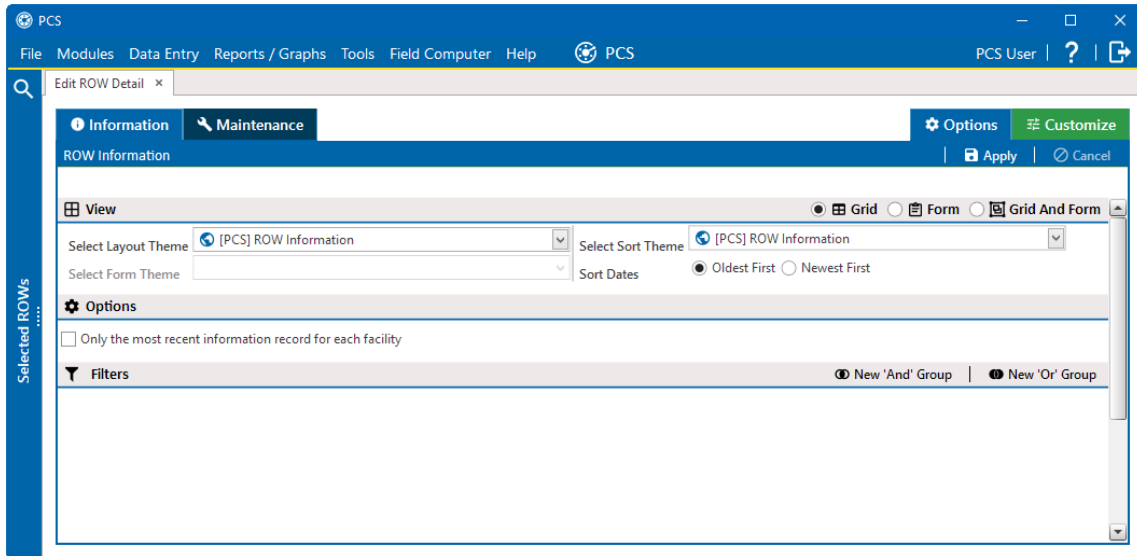 PCS
File Modules Data Entry Reports / Graphs Tools Field Computer Help PCS PCS User | ? |
Edit ROW Detail ×
Information Maintenance Options Customize
ROW Information | Apply | Cancel
View Grid Form Grid And Form
Select Layout Theme [PCS] ROW Information Select Sort Theme [PCS] ROW Information
Select Form Theme Sort Dates Oldest First Newest First
Options
Only the most recent information record for each facility
Filters New 'And' Group | New 'Or' Group
Selected ROWs